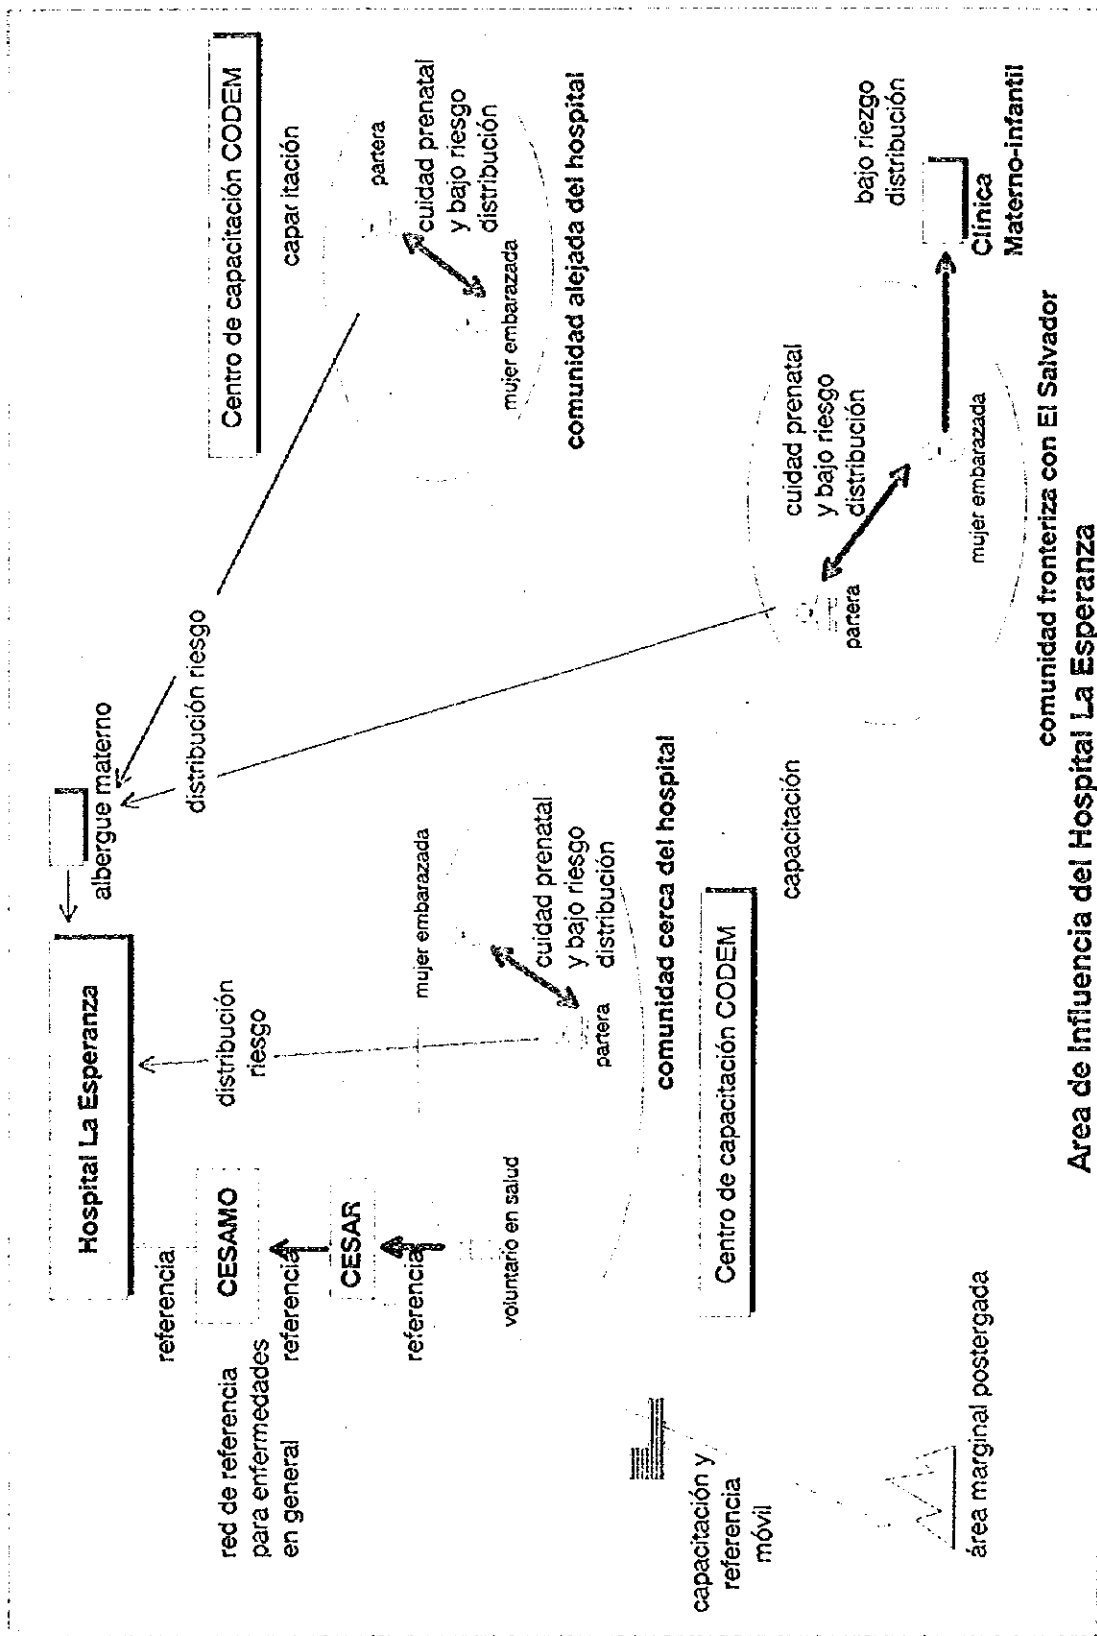 Hospital La Esperanza
albergue materno
referencia
CESAMO
red de referencia
para enfermedades
en general
referencia
CESAR
referencia
voluntario en salud
distribución
riesgo
distribución riesgo
mujer embarazada
cuidad prenatal
y bajo riesgo
distribución
partera
comunidad cerca del hospital
Centro de capacitación CODEM
capacitación
partera
cuidad prenatal
y bajo riesgo
distribución
mujer embarazada
comunidad alejada del hospital
Centro de capacitación CODEM
capacitación
capacitación y
referencia
móvil
área marginal postergada
cuidad prenatal
y bajo riesgo
distribución
partera
mujer embarazada
bajo riezgo
distribución
Clínica
Materno-infantil
comunidad fronteriza con El Salvador
Area de Influencia del Hospital La Esperanza